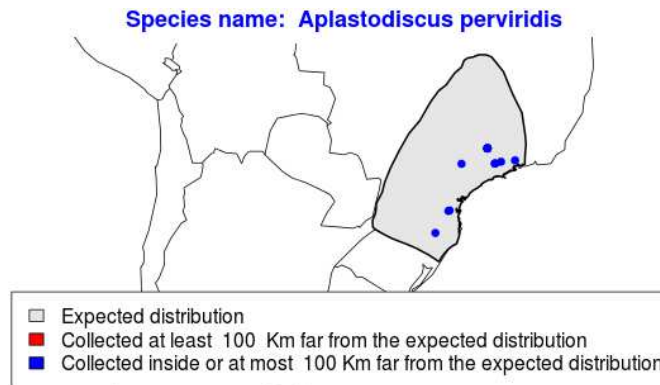 Species name: Aplastodiscus perviridis
Expected distribution
Collected at least 100 Km far from the expected distribution
Collected inside or at most 100 Km far from the expected distribution